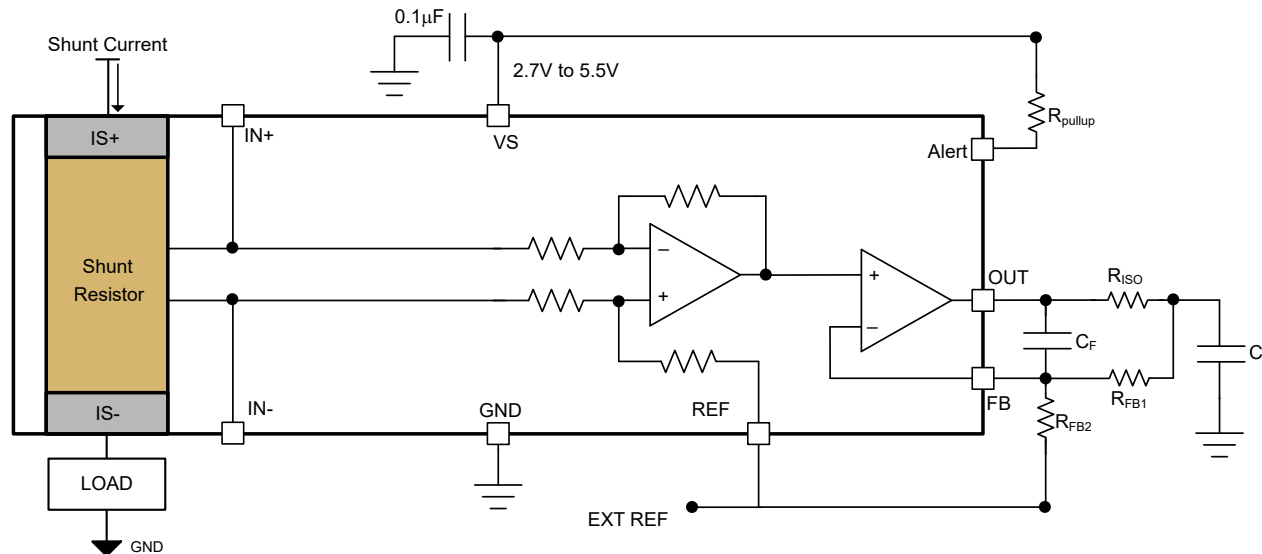 0.1μF
Shunt Current
2.7V to 5.5V
Rpullup
IS+
IN+
VS
Alert
−
+
Shunt
Resistor
+
−
OUT
RISO
CF
C
FB
RFB1
RFB2
IS-
IN-
GND
REF
LOAD
EXT REF
GND